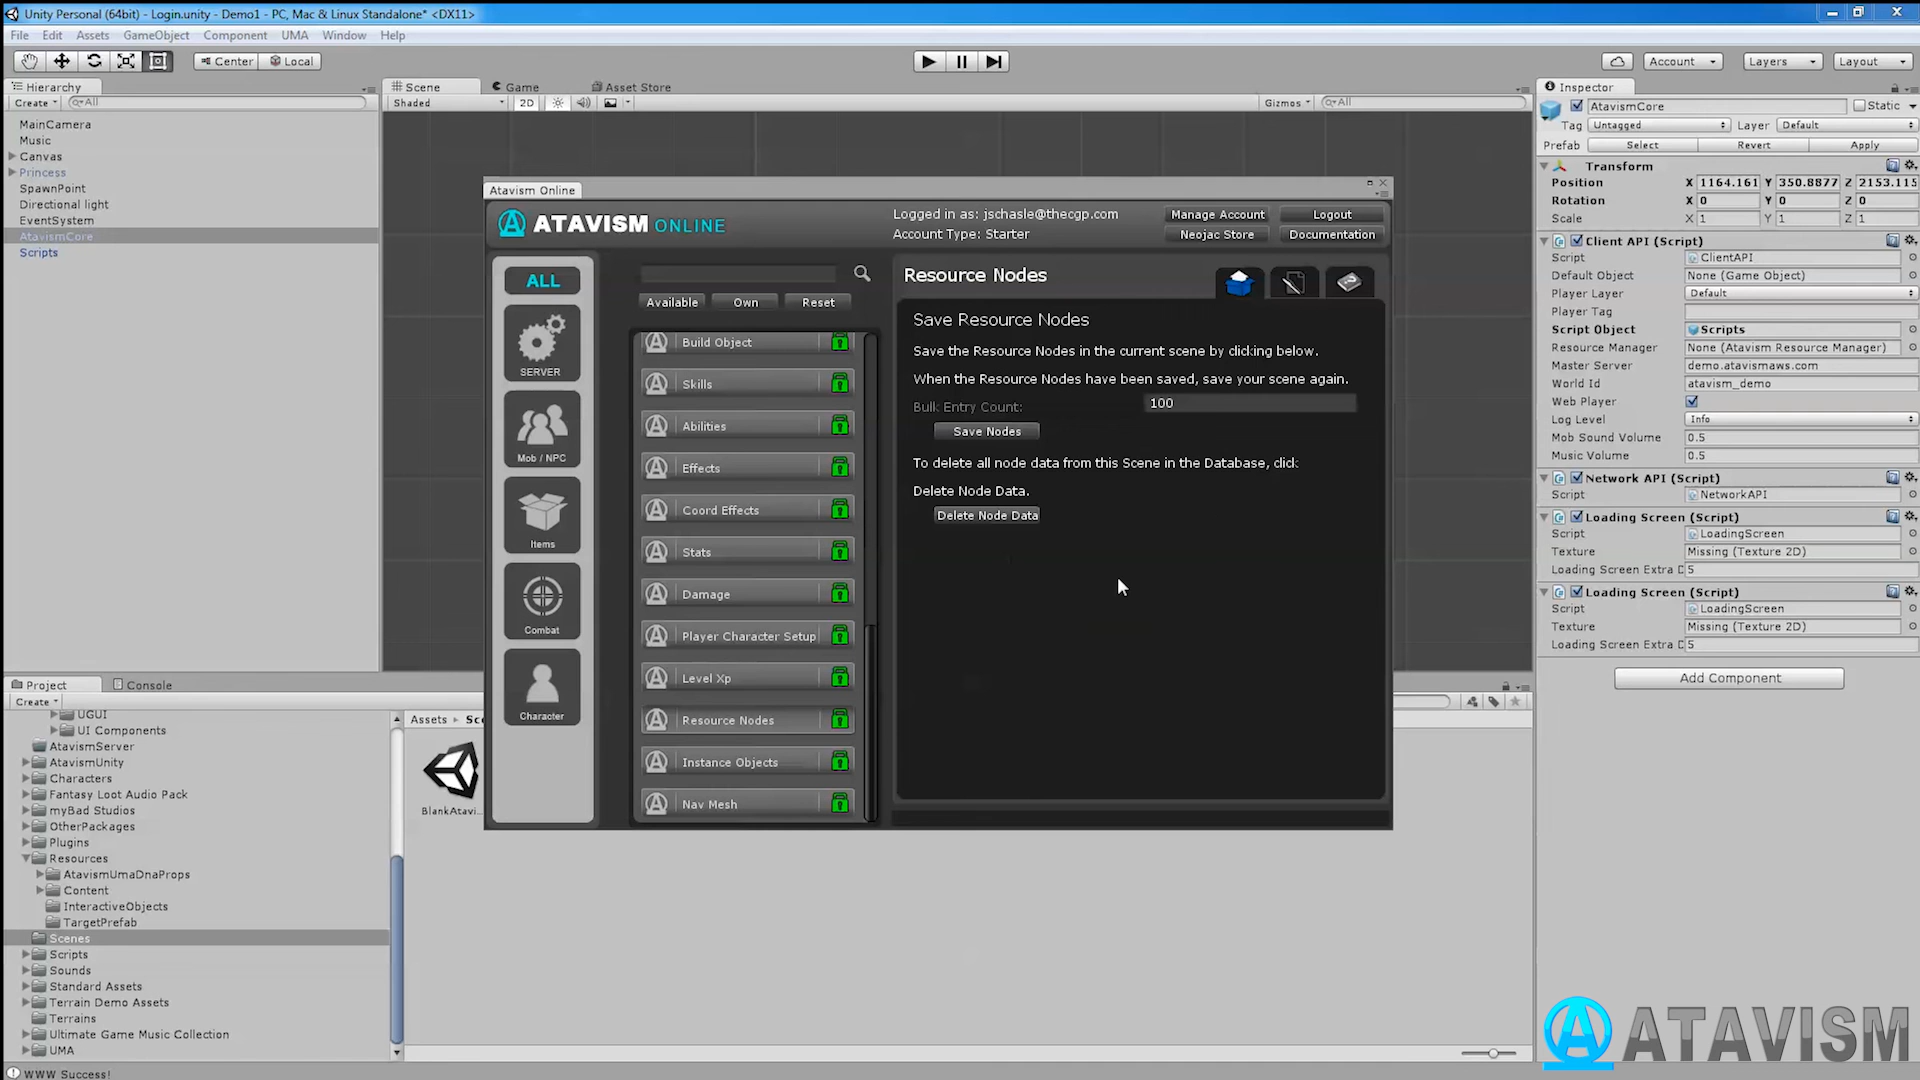 Unity Personal (64bit) - Login.unity - Demo1 - PC, Mac & Linux Standalone* <DX11>
File Edit Assets GameObject Component UMA Window Help
Center Local Account Layers Layout
Hierarchy
Create All
MainCamera
Music
Canvas
Princess
SpawnPoint
Directional light
EventSystem
AtavismCore
Scripts
Scene Game Asset Store
Shaded 2D Gizmos All
Atavism Online
ATAVISM ONLINE
Logged in as: jschasle@thecgp.com
Account Type: Starter
Manage Account Logout
Neojac Store Documentation
ALL
SERVER
Mob / NPC
Items
Combat
Character
Available Own Reset
Build Object
Skills
Abilities
Effects
Coord Effects
Stats
Damage
Player Character Setup
Level Xp
Resource Nodes
Instance Objects
Nav Mesh
Resource Nodes
Save Resource Nodes
Save the Resource Nodes in the current scene by clicking below.
When the Resource Nodes have been saved, save your scene again.
Bulk Entry Count: 100
Save Nodes
To delete all node data from this Scene in the Database, click:
Delete Node Data.
Delete Node Data
Inspector
AtavismCore Static
Tag Untagged Layer Default
Prefab Select Revert Apply
Transform
Position X 1164.161 Y 350.8877 Z 2153.115
Rotation X 0 Y 0 Z 0
Scale X 1 Y 1 Z 1
Client API (Script)
Script ClientAPI
Default Object None (Game Object)
Player Layer Default
Player Tag
Script Object Scripts
Resource Manager None (Atavism Resource Manager)
Master Server demo.atavismaws.com
World Id atavism_demo
Web Player
Log Level Info
Mob Sound Volume 0.5
Music Volume 0.5
Network API (Script)
Script NetworkAPI
Loading Screen (Script)
Script LoadingScreen
Texture Missing (Texture 2D)
Loading Screen Extra D 5
Loading Screen (Script)
Script LoadingScreen
Texture Missing (Texture 2D)
Loading Screen Extra D 5
Add Component
Project Console
Create
UGUI
UI Components
AtavismServer
AtavismUnity
Characters
Fantasy Loot Audio Pack
myBad Studios
OtherPackages
Plugins
Resources
AtavismUmaDnaProps
Content
InteractiveObjects
TargetPrefab
Scenes
Scripts
Sounds
Standard Assets
Terrain Demo Assets
Terrains
Ultimate Game Music Collection
UMA
Assets Sce
BlankAtavi...
WWW Success!
ATAVISM